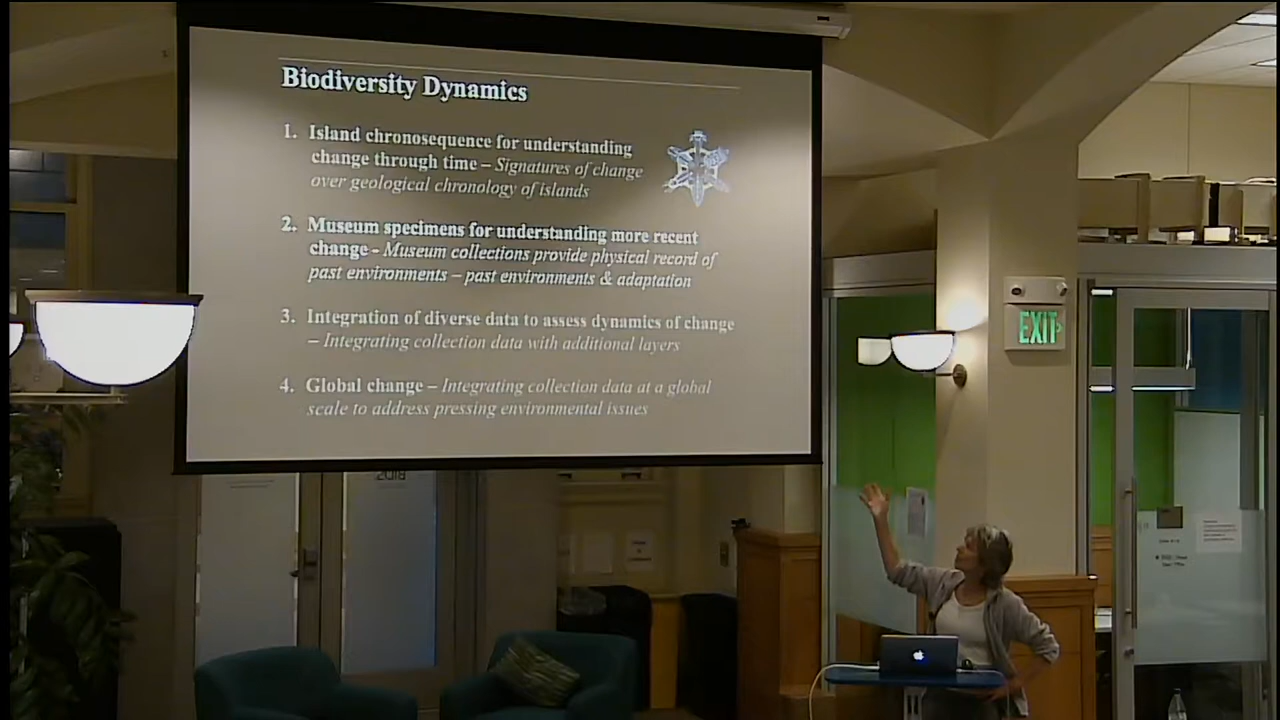 Biodiversity Dynamics
1. Island chronosequence for understanding
change through time – Signatures of change
over geological chronology of islands
2. Museum specimens for understanding more recent
change - Museum collections provide physical record of
past environments – past environments & adaptation
3. Integration of diverse data to assess dynamics of change
– Integrating collection data with additional layers
4. Global change – Integrating collection data at a global
scale to address pressing environmental issues
EXIT